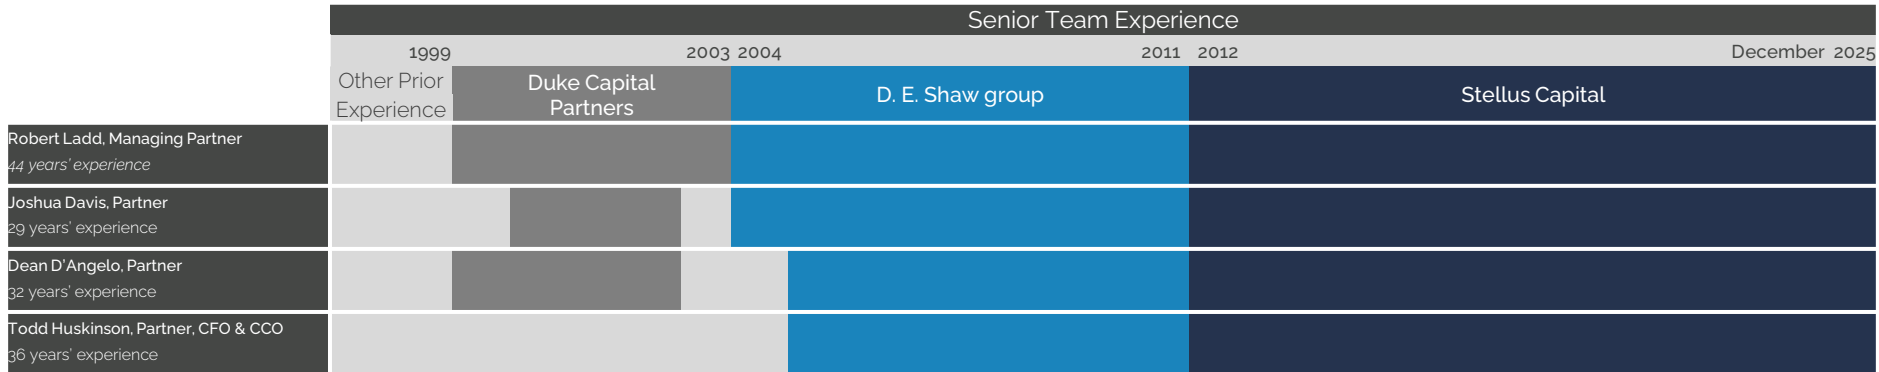 Senior Team Experience
1999 2003 2004 2011 2012 December 2025
Other Prior
Experience
Duke Capital
Partners
D. E. Shaw group
Stellus Capital
Robert Ladd, Managing Partner
44 years’ experience
Joshua Davis, Partner
29 years’ experience
Dean D’Angelo, Partner
32 years’ experience
Todd Huskinson, Partner, CFO & CCO
36 years’ experience